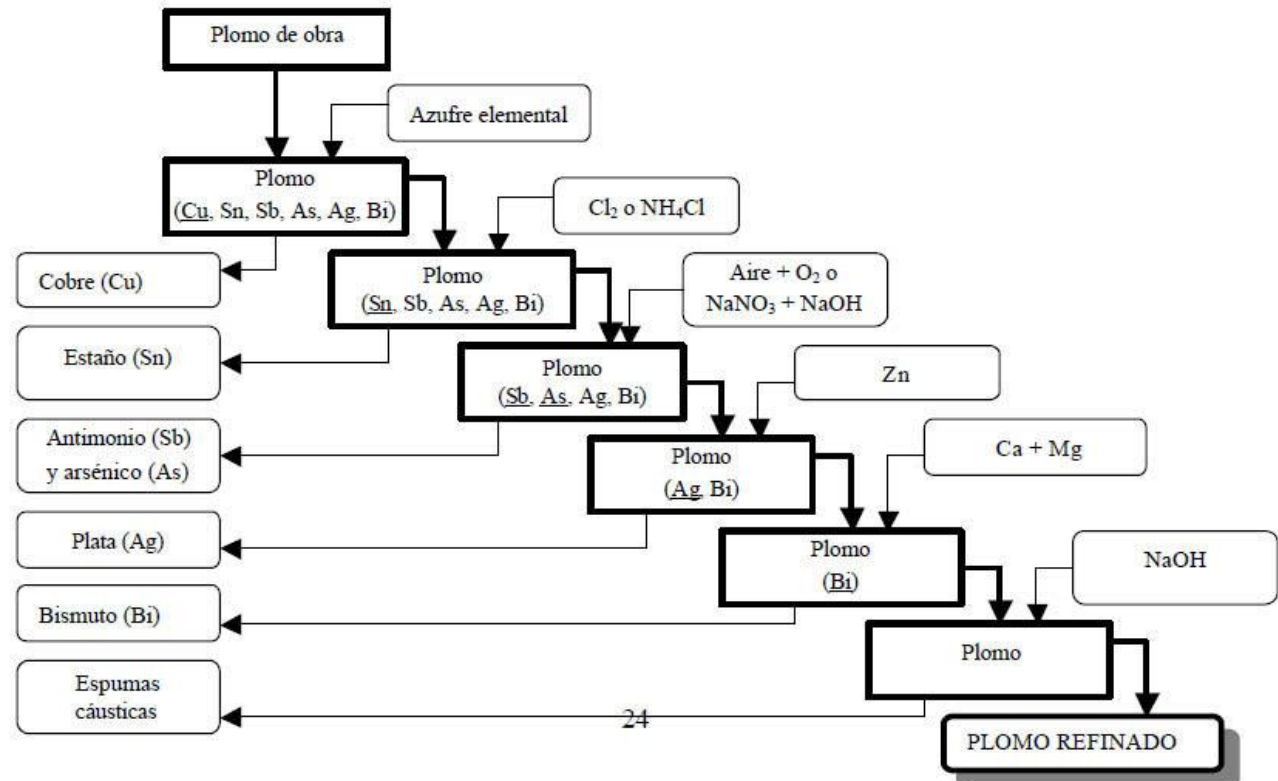 Plomo de obra
Azufre elemental
Plomo
(Cu, Sn, Sb, As, Ag, Bi)
Cl₂ o NH₄Cl
Cobre (Cu)
Plomo
(Sn, Sb, As, Ag, Bi)
Aire + O₂ o
NaNO₃ + NaOH
Estaño (Sn)
Plomo
(Sb, As, Ag, Bi)
Zn
Antimonio (Sb)
y arsénico (As)
Plomo
(Ag, Bi)
Ca + Mg
Plata (Ag)
Plomo
(Bi)
NaOH
Bismuto (Bi)
Plomo
Espumas
cáusticas
24
PLOMO REFINADO